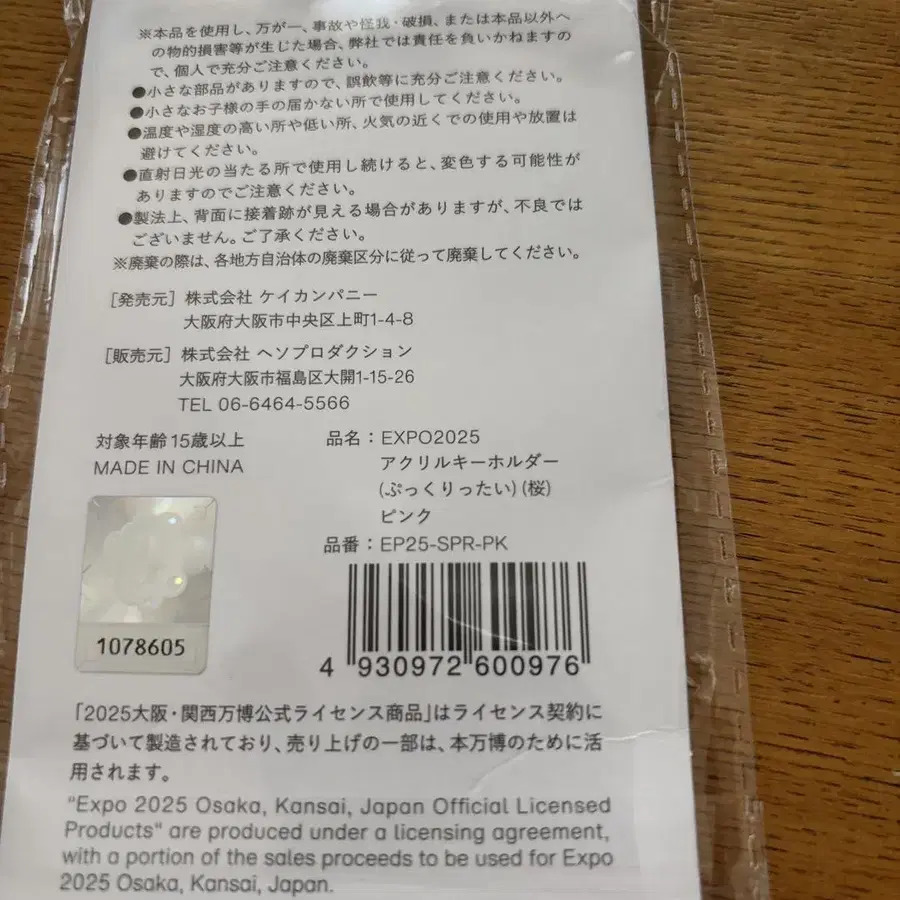 ※本品を使用し、万が一、事故や怪我・破損、または本品以外へ
の物的損害等が生じた場合、弊社では責任を負いかねますの
で、個人で充分ご注意ください。
●小さな部品がありますので、誤飲等に充分ご注意ください。
●小さなお子様の手の届かない所で使用してください。
●温度や湿度の高い所や低い所、火気の近くでの使用や放置は
避けてください。
●直射日光の当たる所で使用し続けると、変色する可能性が
ありますのでご注意ください。
●製法上、背面に接着跡が見える場合がありますが、不良では
ございません。ご了承ください。
※廃棄の際は、各地方自治体の廃棄区分に従って廃棄してください。
[発売元] 株式会社 ケイカンパニー
大阪府大阪市中央区上町1-4-8
[販売元] 株式会社 ヘソプロダクション
大阪府大阪市福島区大開1-15-26
TEL 06-6464-5566
対象年齢15歳以上
MADE IN CHINA
品名：EXPO2025
アクリルキーホルダー
(ぷっくりったい)(桜)
ピンク
品番：EP25-SPR-PK
1078605
4 930972 600976
「2025大阪・関西万博公式ライセンス商品」はライセンス契約に
基づいて製造されており、売り上げの一部は、本万博のために活
用されます。
"Expo 2025 Osaka, Kansai, Japan Official Licensed
Products" are produced under a licensing agreement,
with a portion of the sales proceeds to be used for Expo
2025 Osaka, Kansai, Japan.